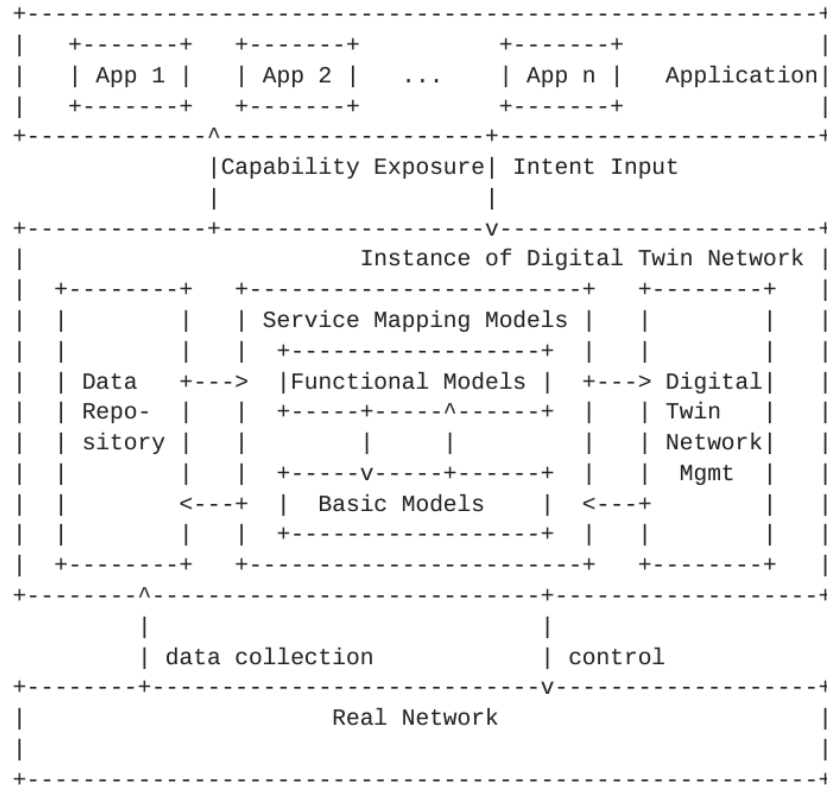 +----------------------------------------------------------+
|   +-------+   +-------+          +-------+               |
|   | App 1 |   | App 2 |   ...    | App n |   Application|
|   +-------+   +-------+          +-------+               |
+-------------^-------------------+------------------------+
              |Capability Exposure| Intent Input
              |                   |
+-------------+-------------------v------------------------+
|                        Instance of Digital Twin Network |
|  +--------+   +------------------------+   +--------+   |
|  |        |   | Service Mapping Models |   |        |   |
|  |        |   |  +------------------+  |   |        |   |
|  | Data   +---> |Functional Models |  +---> Digital|   |
|  | Repo-  |   |  +-----+-----^------+  |   | Twin   |   |
|  | sitory |   |        |     |         |   | Network|   |
|  |        |   |  +-----v-----+------+  |   |  Mgmt  |   |
|  |        <---+  |  Basic Models    |  <---+        |   |
|  |        |   |  +------------------+  |   |        |   |
|  +--------+   +------------------------+   +--------+   |
+--------^----------------------------+--------------------+
         |                            |
         | data collection            | control
+--------+----------------------------v--------------------+
|                      Real Network                        |
|                                                          |
+----------------------------------------------------------+